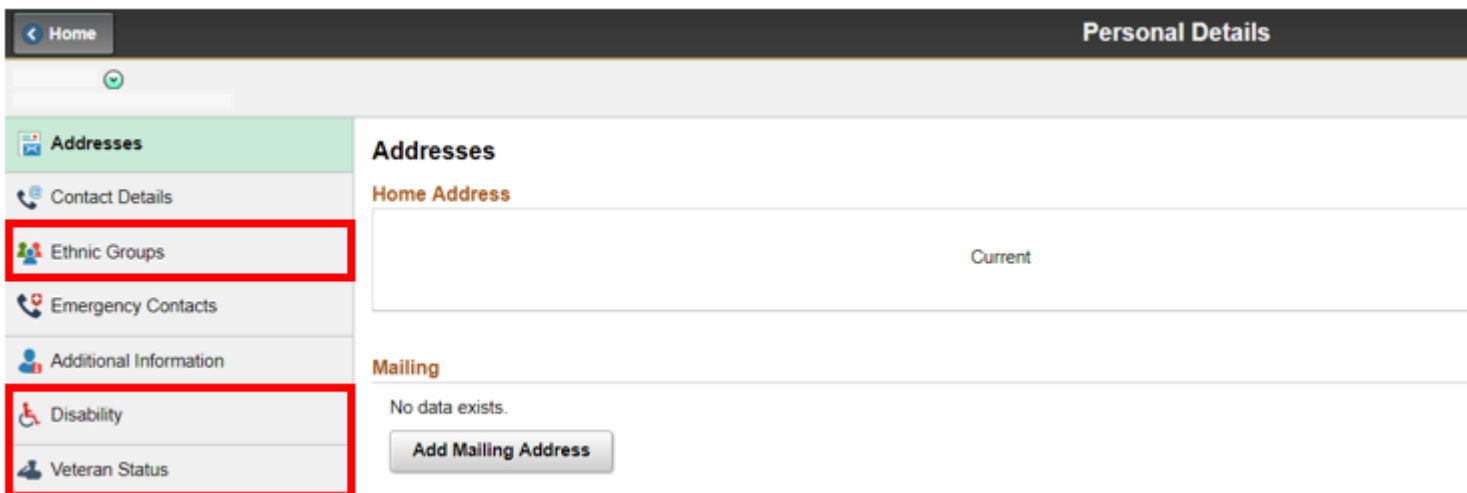 Home
Personal Details
Addresses
Contact Details
Ethnic Groups
Emergency Contacts
Additional Information
Disability
Veteran Status
Addresses
Home Address
Current
Mailing
No data exists.
Add Mailing Address